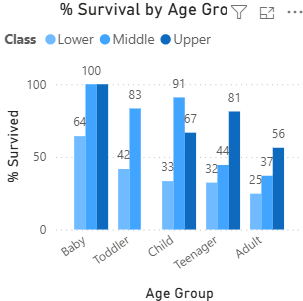 % Survival by Age Gro
Class Lower Middle Upper
100
50
0
% Survived
64 100
42 83
33 91 67
32 44 81
25 37 56
Baby Toddler Child Teenager Adult
Age Group